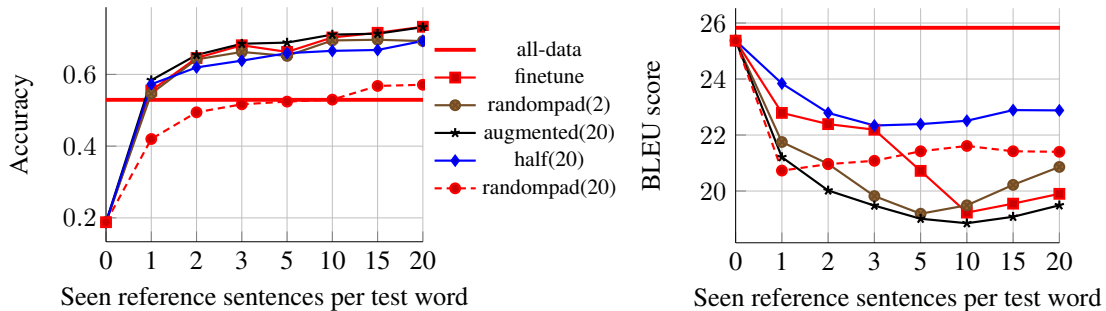 Accuracy
0.6
0.4
0.2
0 1 2 3 5 10 15 20
Seen reference sentences per test word
all-data
finetune
randompad(2)
augmented(20)
half(20)
randompad(20)
BLEU score
26
24
22
20
0 1 2 3 5 10 15 20
Seen reference sentences per test word